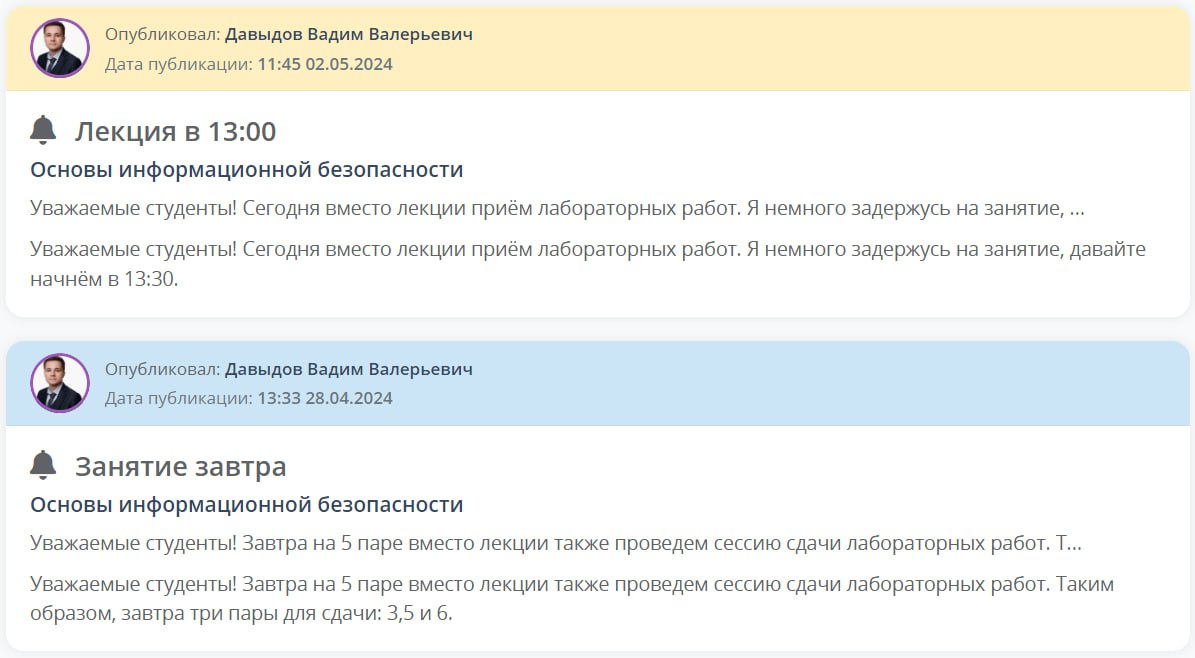 Опубликовал: Давыдов Вадим Валерьевич
Дата публикации: 11:45 02.05.2024
Лекция в 13:00
Основы информационной безопасности
Уважаемые студенты! Сегодня вместо лекции приём лабораторных работ. Я немного задержусь на занятие, ...
Уважаемые студенты! Сегодня вместо лекции приём лабораторных работ. Я немного задержусь на занятие, давайте
начнём в 13:30.
Опубликовал: Давыдов Вадим Валерьевич
Дата публикации: 13:33 28.04.2024
Занятие завтра
Основы информационной безопасности
Уважаемые студенты! Завтра на 5 паре вместо лекции также проведем сессию сдачи лабораторных работ. Т...
Уважаемые студенты! Завтра на 5 паре вместо лекции также проведем сессию сдачи лабораторных работ. Таким
образом, завтра три пары для сдачи: 3,5 и 6.